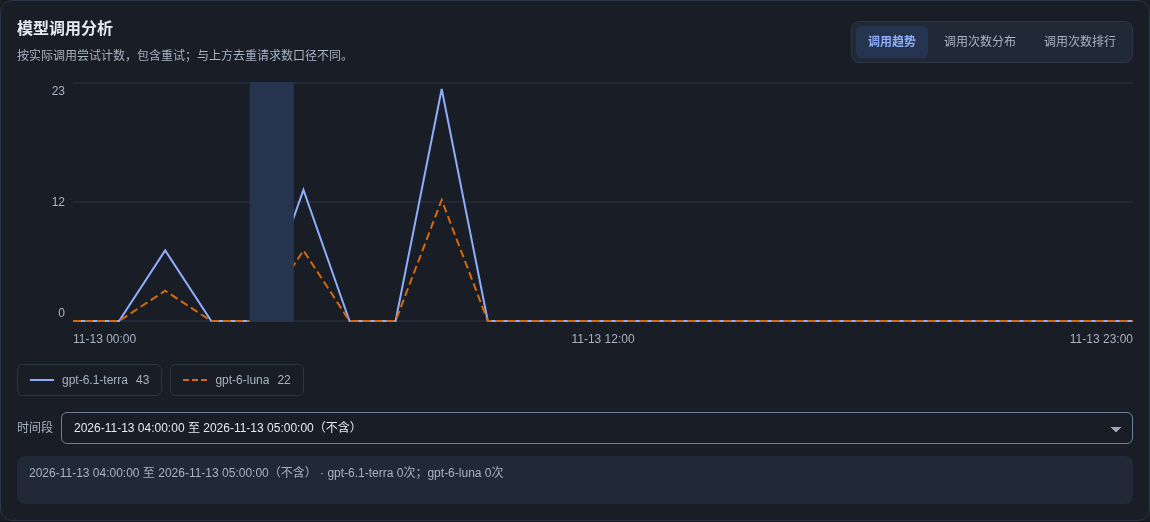 模型调用分析
按实际调用尝试计数，包含重试；与上方去重请求数口径不同。
调用趋势 调用次数分布 调用次数排行
23
12
0
11-13 00:00 11-13 12:00 11-13 23:00
gpt-6.1-terra 43 gpt-6-luna 22
时间段 2026-11-13 04:00:00 至 2026-11-13 05:00:00（不含）
2026-11-13 04:00:00 至 2026-11-13 05:00:00（不含） · gpt-6.1-terra 0次；gpt-6-luna 0次